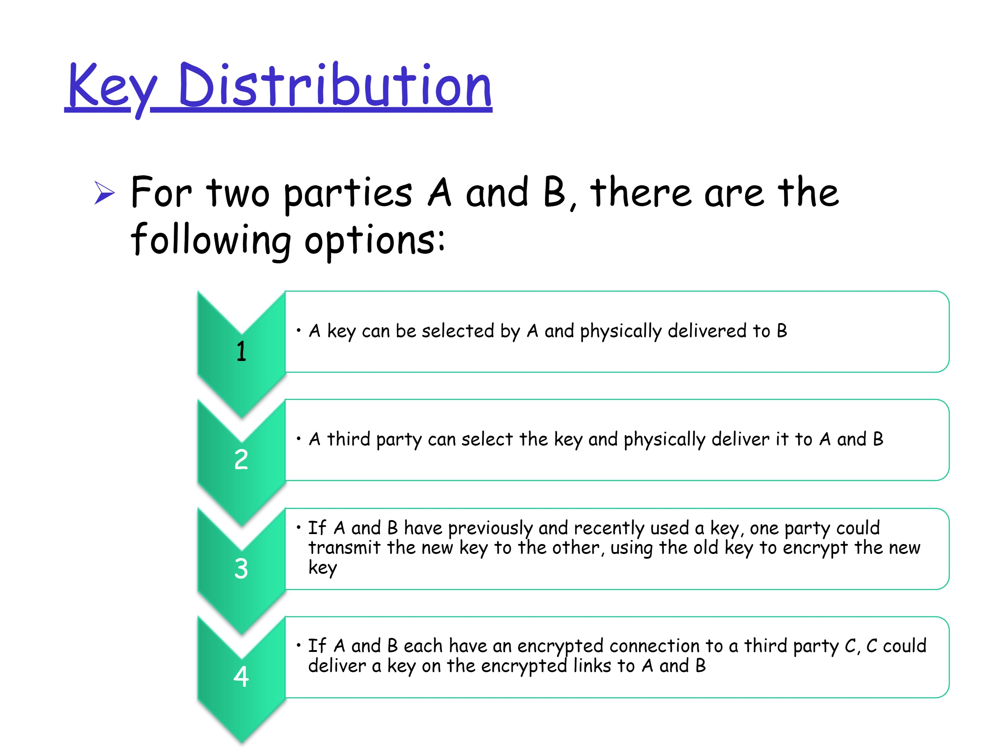 Key Distribution
➢ For two parties A and B, there are the
following options:
1
• A key can be selected by A and physically delivered to B
2
• A third party can select the key and physically deliver it to A and B
3
• If A and B have previously and recently used a key, one party could
transmit the new key to the other, using the old key to encrypt the new
key
4
• If A and B each have an encrypted connection to a third party C, C could
deliver a key on the encrypted links to A and B